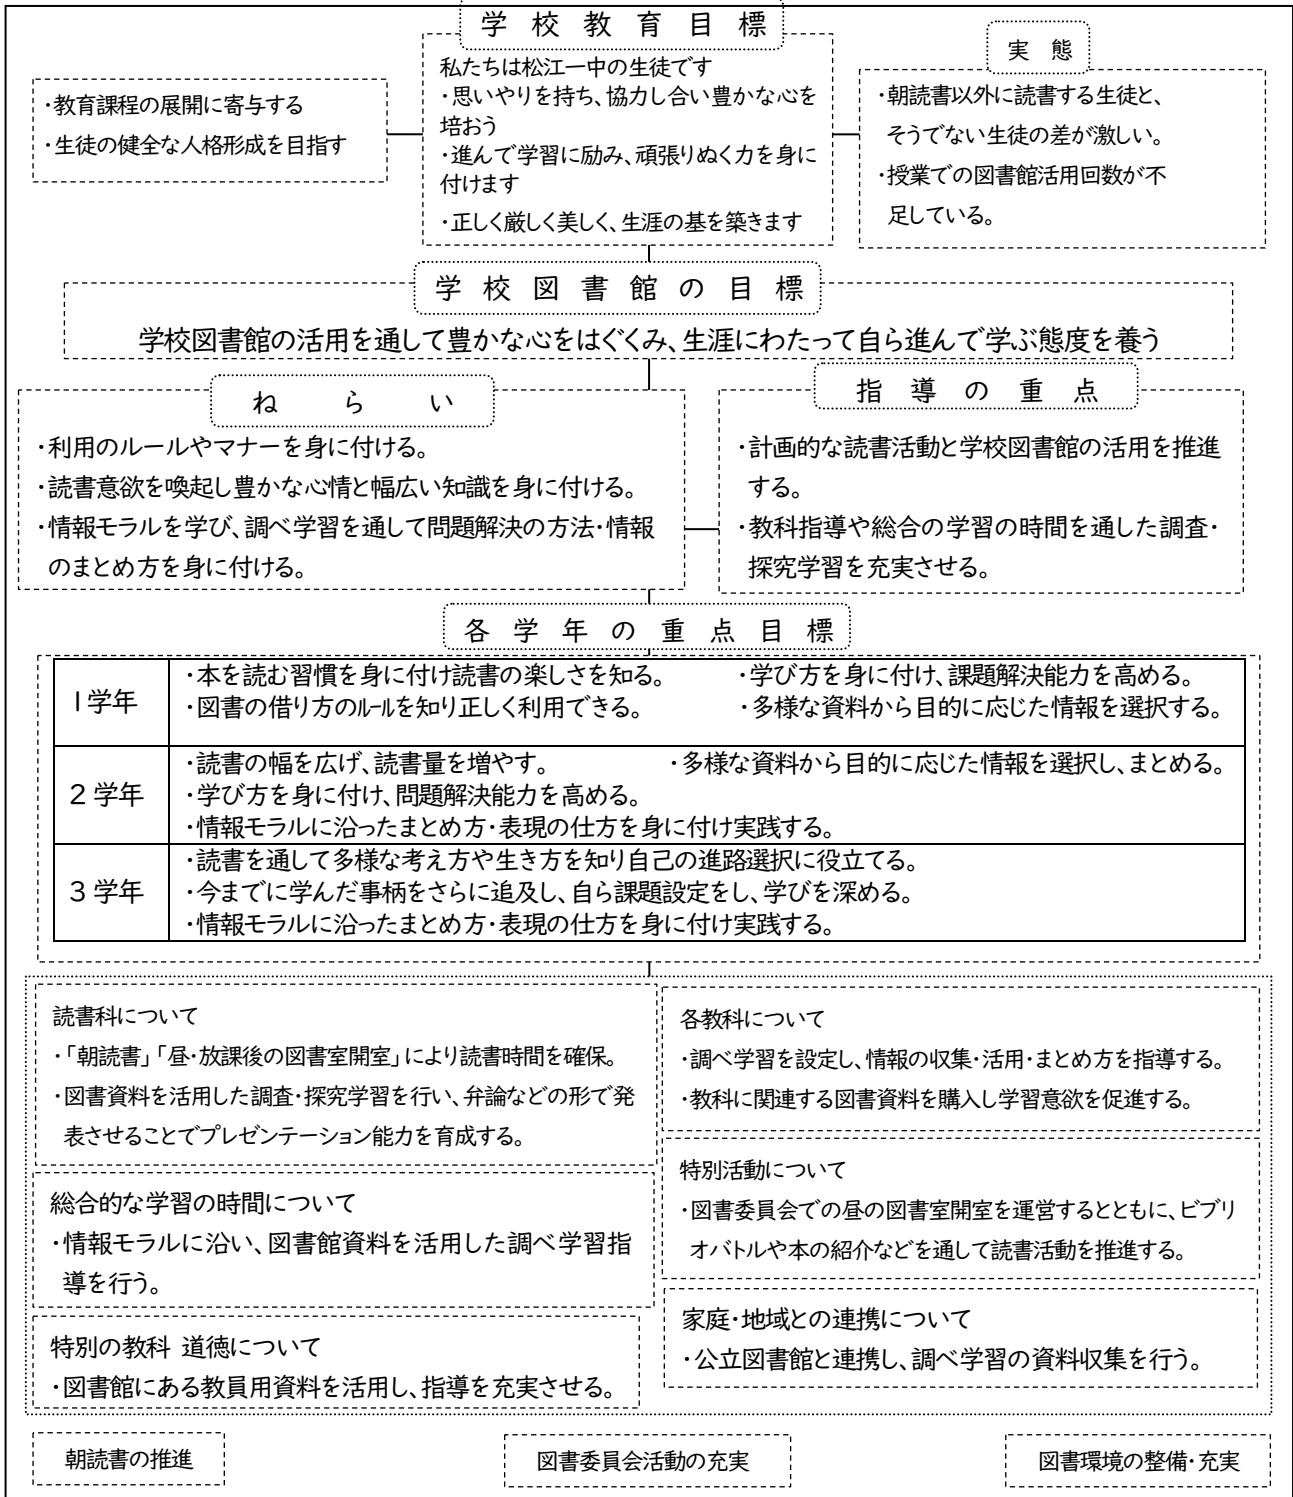 学校教育目標
実態
・教育課程の展開に寄与する
・生徒の健全な人格形成を目指す
私たちは松江一中の生徒です
・思いやりを持ち、協力し合い豊かな心を
培おう
・進んで学習に励み、頑張りぬく力を身に
付けます
・正しく厳しく美しく、生涯の基を築きます
・朝読書以外に読書する生徒と、
そうでない生徒の差が激しい。
・授業での図書館活用回数が不
足している。
学校図書館の目標
学校図書館の活用を通して豊かな心をはぐくみ、生涯にわたって自ら進んで学ぶ態度を養う
ねらい
・利用のルールやマナーを身に付ける。
・読書意欲を喚起し豊かな心情と幅広い知識を身に付ける。
・情報モラルを学び、調べ学習を通して問題解決の方法・情報
のまとめ方を身に付ける。
指導の重点
・計画的な読書活動と学校図書館の活用を推進
する。
・教科指導や総合の学習の時間を通した調査・
探究学習を充実させる。
各学年の重点目標
1学年
・本を読む習慣を身に付け読書の楽しさを知る。 ・学び方を身に付け、課題解決能力を高める。
・図書の借り方のルールを知り正しく利用できる。 ・多様な資料から目的に応じた情報を選択する。
2学年
・読書の幅を広げ、読書量を増やす。 ・多様な資料から目的に応じた情報を選択し、まとめる。
・学び方を身に付け、問題解決能力を高める。
・情報モラルに沿ったまとめ方・表現の仕方を身に付け実践する。
3学年
・読書を通して多様な考え方や生き方を知り自己の進路選択に役立てる。
・今までに学んだ事柄をさらに追及し、自ら課題設定をし、学びを深める。
・情報モラルに沿ったまとめ方・表現の仕方を身に付け実践する。
読書科について
・「朝読書」「昼・放課後の図書室開室」により読書時間を確保。
・図書資料を活用した調査・探究学習を行い、弁論などの形で発
表させることでプレゼンテーション能力を育成する。
総合的な学習の時間について
・情報モラルに沿い、図書館資料を活用した調べ学習指
導を行う。
特別の教科 道徳について
・図書館にある教員用資料を活用し、指導を充実させる。
各教科について
・調べ学習を設定し、情報の収集・活用・まとめ方を指導する。
・教科に関連する図書資料を購入し学習意欲を促進する。
特別活動について
・図書委員会での昼の図書室開室を運営するとともに、ビブリ
オバトルや本の紹介などを通して読書活動を推進する。
家庭・地域との連携について
・公立図書館と連携し、調べ学習の資料収集を行う。
朝読書の推進
図書委員会活動の充実
図書環境の整備・充実